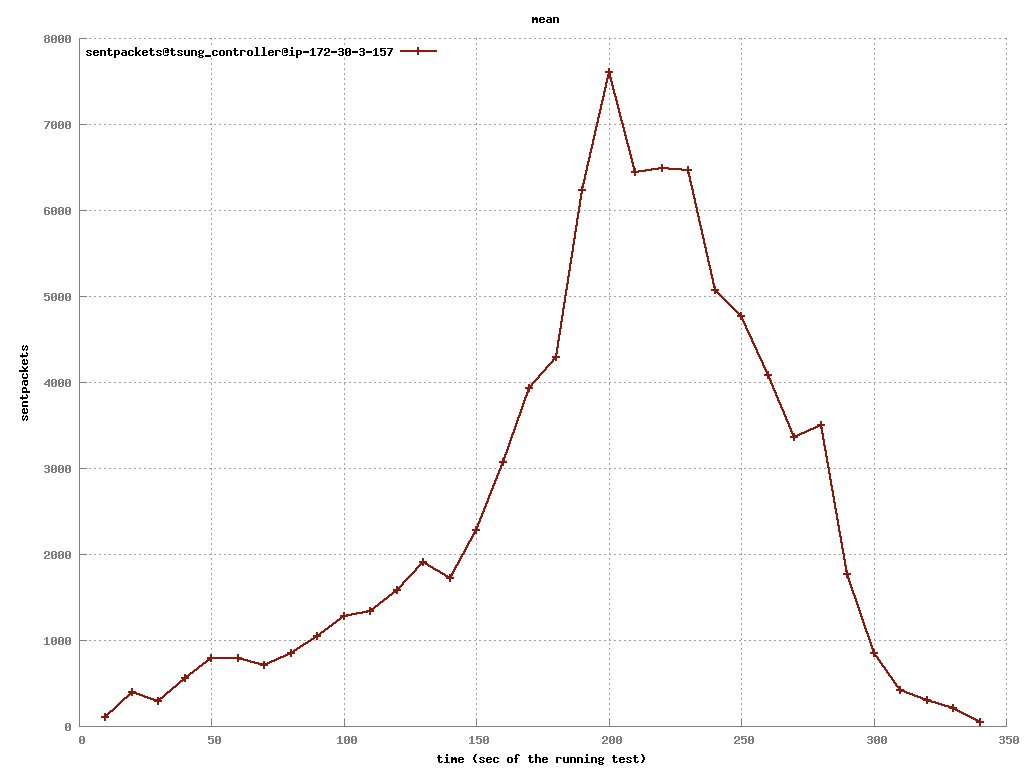 mean
sentpackets@tsung_controller@ip-172-30-3-157
8000
7000
6000
5000
4000
3000
2000
1000
0
sentpackets
0 50 100 150 200 250 300 350
time (sec of the running test)